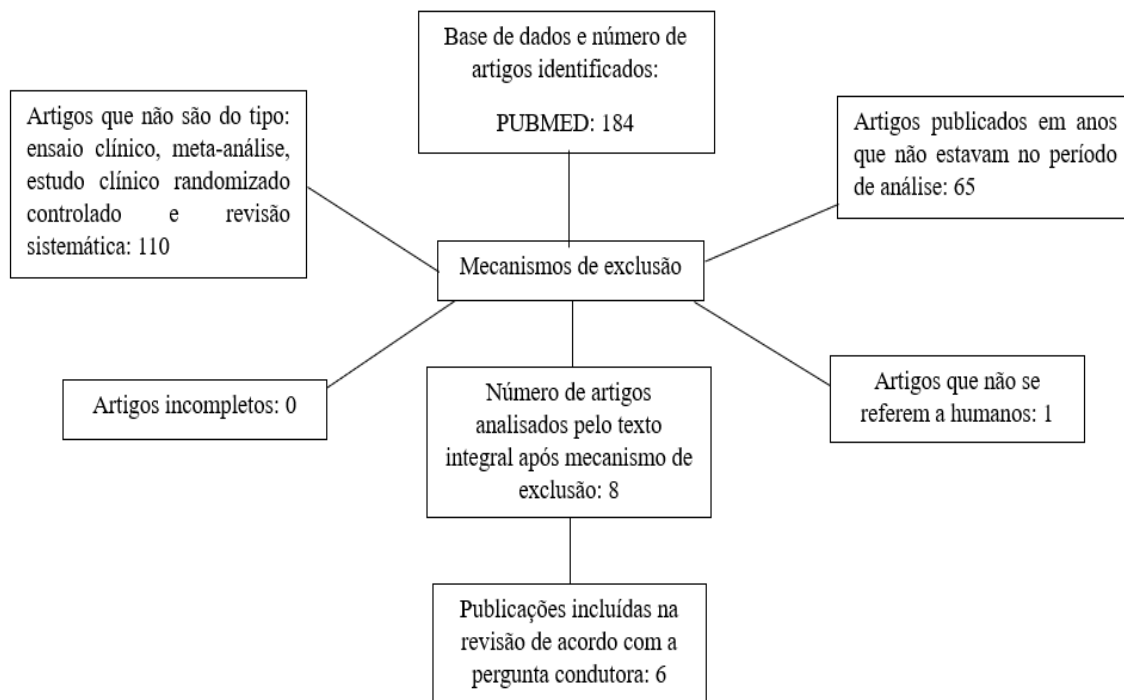 Base de dados e número de
artigos identificados:
PUBMED: 184
Artigos que não são do tipo:
ensaio clínico, meta-análise,
estudo clínico randomizado
controlado e revisão
sistemática: 110
Artigos publicados em anos
que não estavam no período
de análise: 65
Mecanismos de exclusão
Artigos incompletos: 0
Número de artigos
analisados pelo texto
integral após mecanismo de
exclusão: 8
Artigos que não se
referem a humanos: 1
Publicações incluídas na
revisão de acordo com a
pergunta condutora: 6